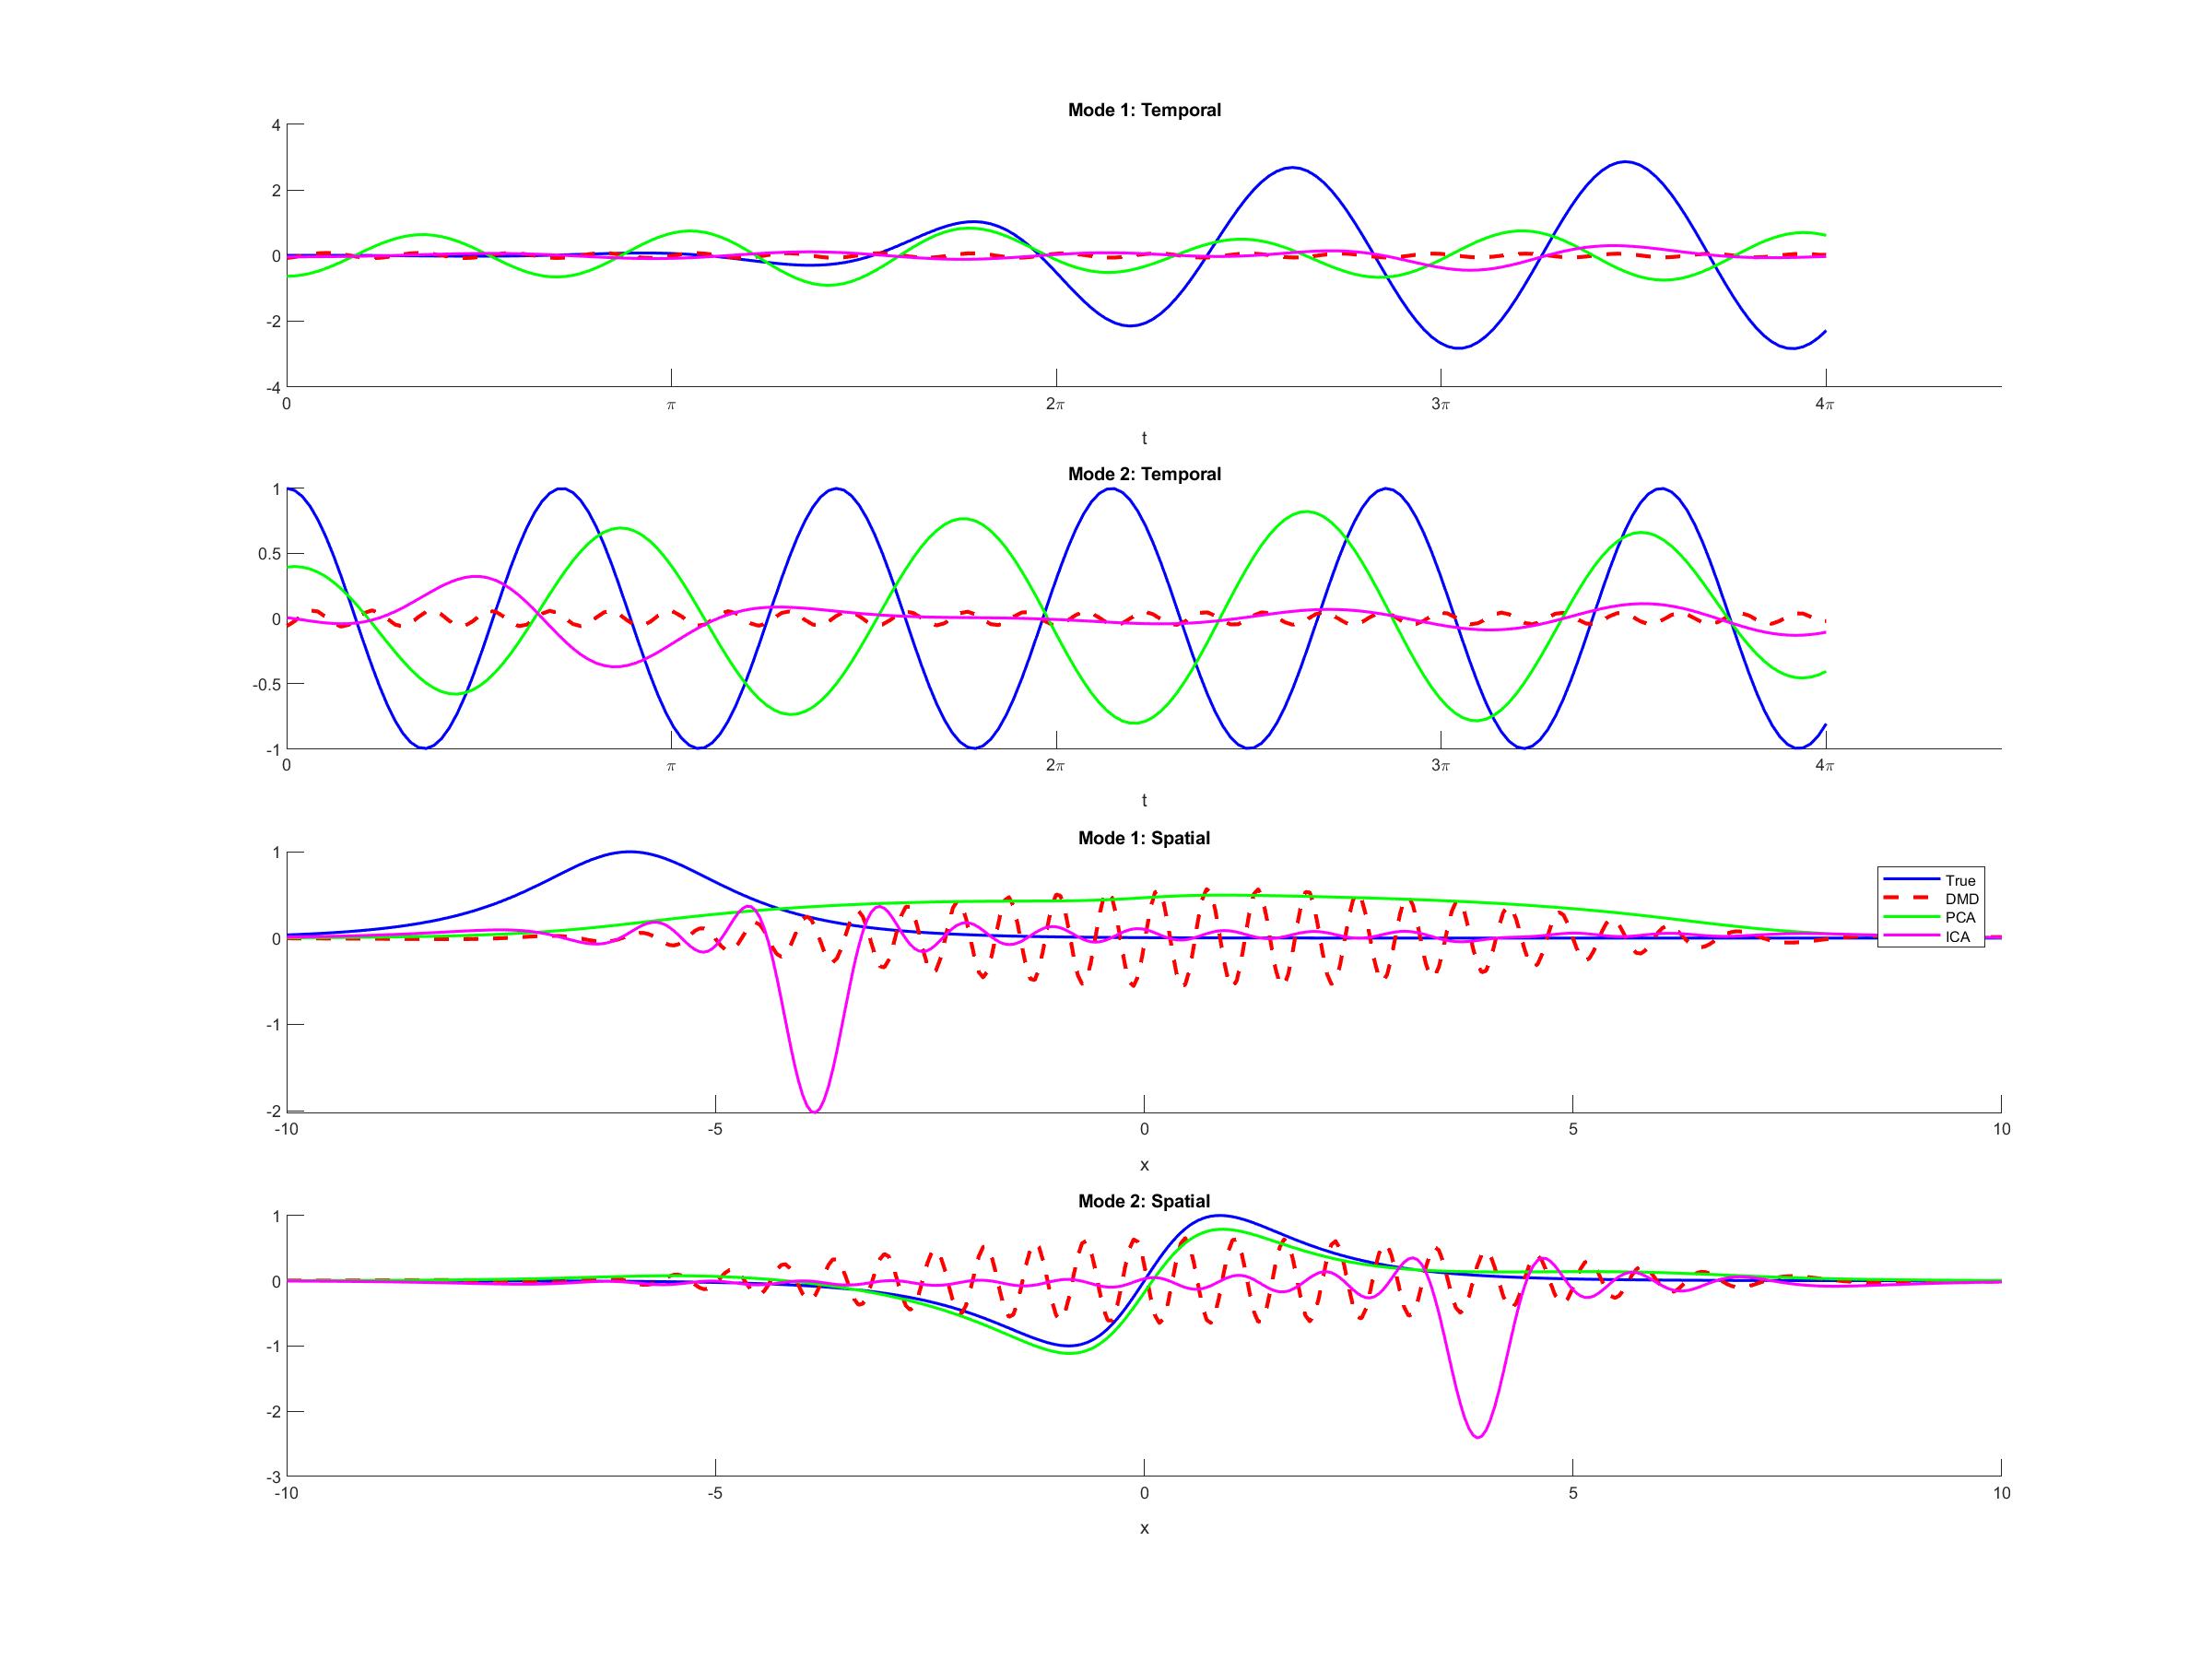 Mode 1: Temporal
4
2
0
-2
-4
0 π 2π 3π 4π
t
Mode 2: Temporal
1
0.5
0
-0.5
-1
0 π 2π 3π 4π
t
Mode 1: Spatial
1
0
-1
-2
True
DMD
PCA
ICA
-10 -5 0 5 10
x
Mode 2: Spatial
1
0
-1
-2
-3
-10 -5 0 5 10
x